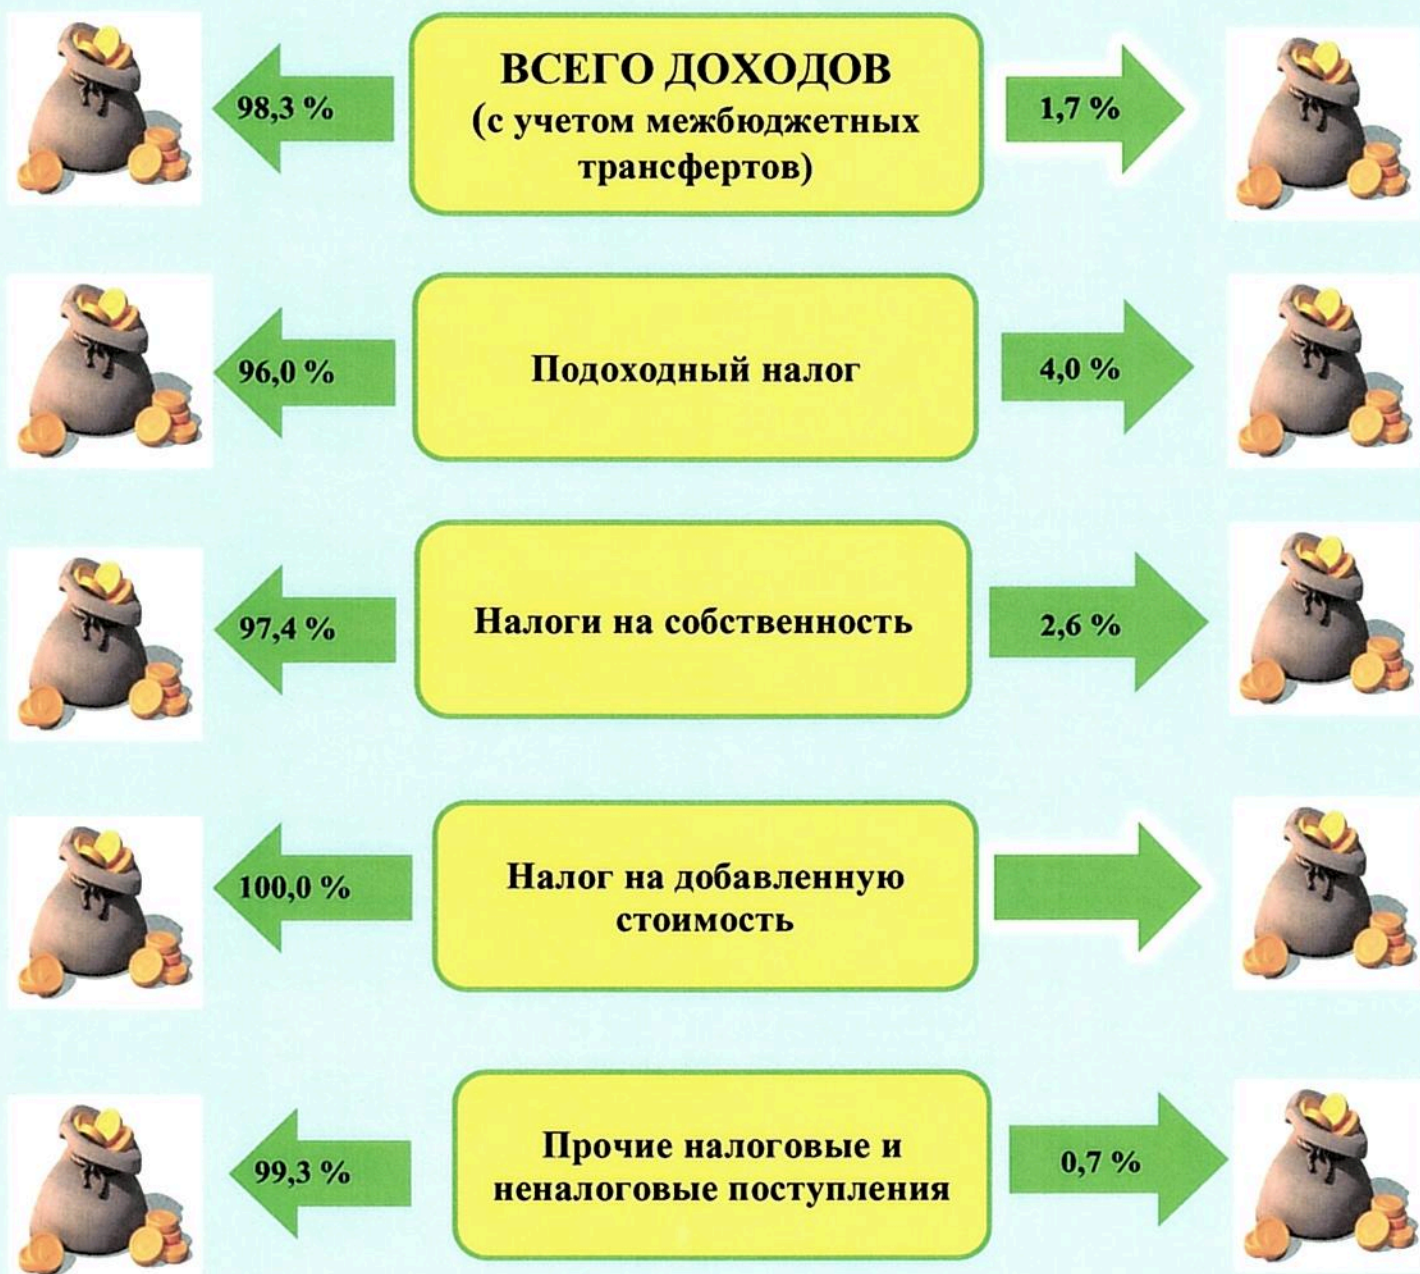 98,3 %
ВСЕГО ДОХОДОВ
(с учетом межбюджетных
трансфертов)
1,7 %
96,0 %
Подоходный налог
4,0 %
97,4 %
Налоги на собственность
2,6 %
100,0 %
Налог на добавленную
стоимость
99,3 %
Прочие налоговые и
неналоговые поступления
0,7 %